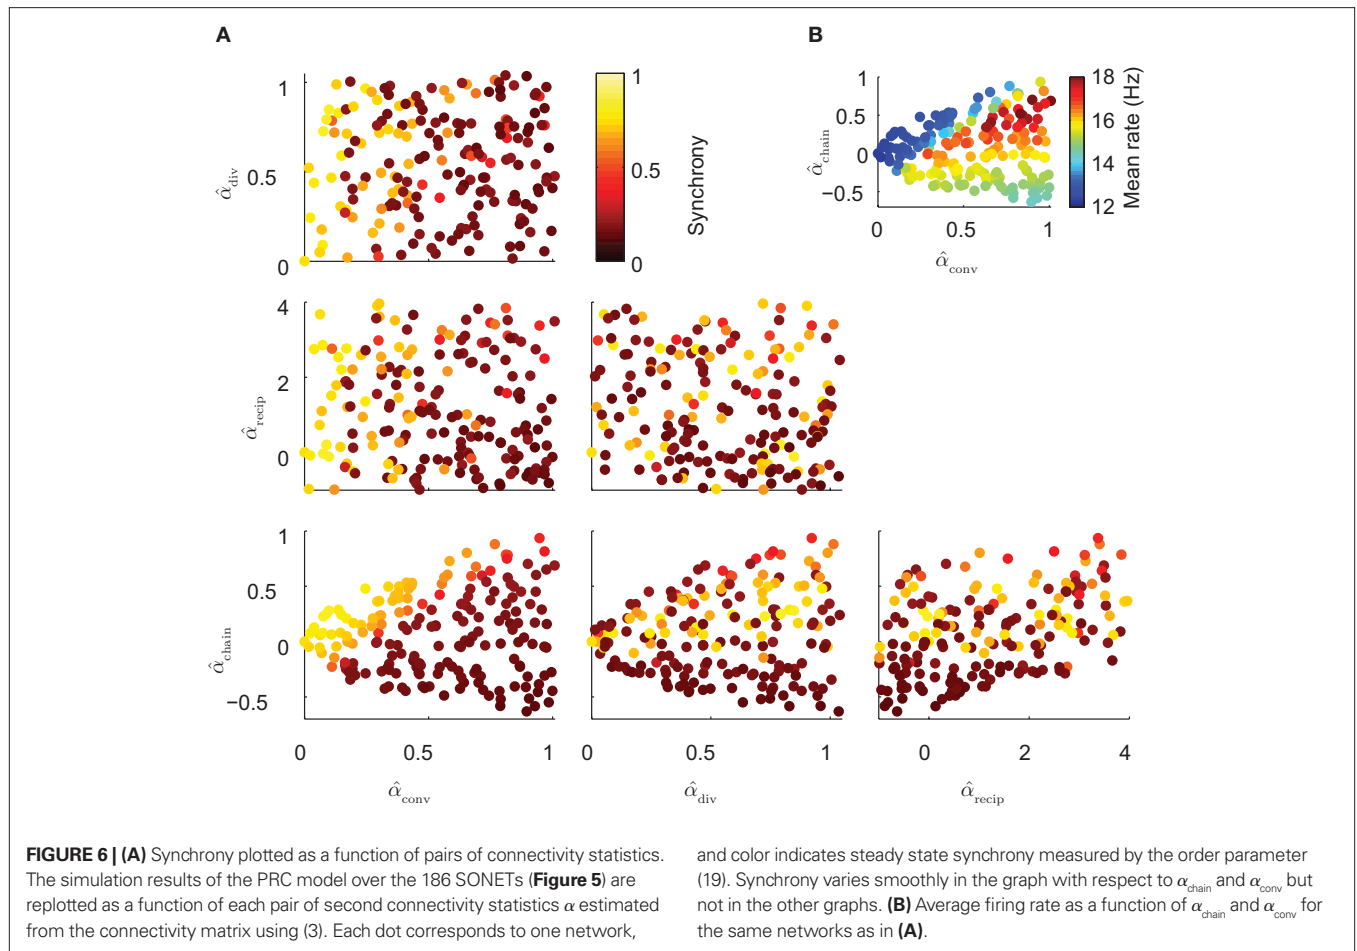 A
B
1
0.5
0
α̂div
1
0.5
0
Synchrony
1
0.5
0
−0.5
α̂chain
0
0.5
1
α̂conv
18
16
14
12
Mean rate (Hz)
4
2
0
α̂recip
1
0.5
0
−0.5
α̂chain
0
0.5
1
0
0.5
1
0
2
4
α̂conv
α̂div
α̂recip
FIGURE 6 | (A) Synchrony plotted as a function of pairs of connectivity statistics.
The simulation results of the PRC model over the 186 SONETs (Figure 5) are
replotted as a function of each pair of second connectivity statistics α estimated
from the connectivity matrix using (3). Each dot corresponds to one network,
and color indicates steady state synchrony measured by the order parameter
(19). Synchrony varies smoothly in the graph with respect to αchain and αconv but
not in the other graphs. (B) Average firing rate as a function of αchain and αconv for
the same networks as in (A).